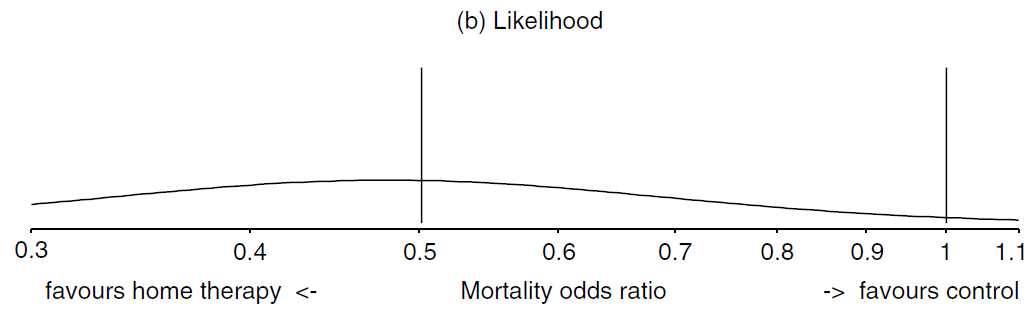 (b) Likelihood
0.3 0.4 0.5 0.6 0.7 0.8 0.9 1 1.1
favours home therapy <- Mortality odds ratio -> favours control